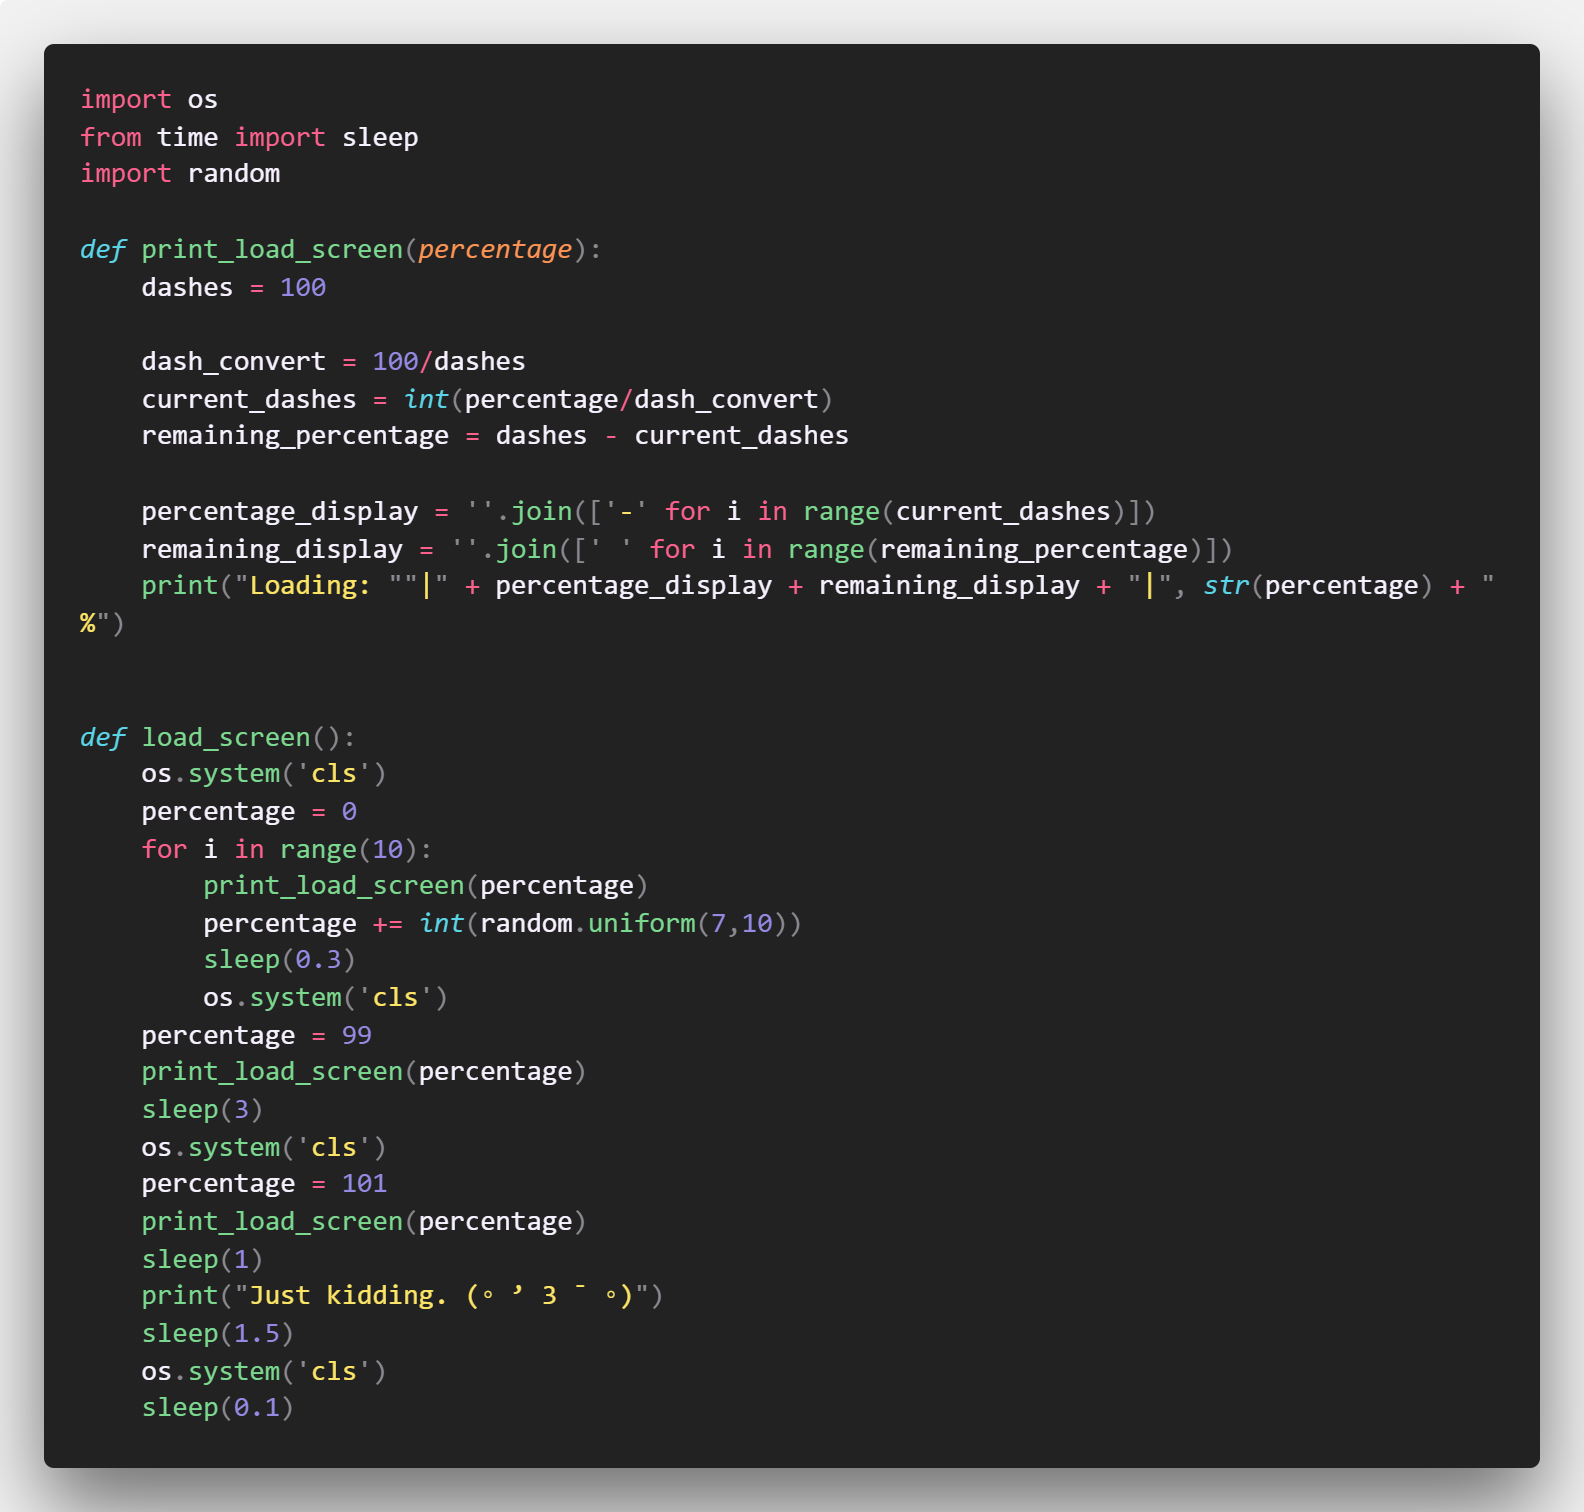 import os
from time import sleep
import random

def print_load_screen(percentage):
    dashes = 100

    dash_convert = 100/dashes
    current_dashes = int(percentage/dash_convert)
    remaining_percentage = dashes - current_dashes

    percentage_display = ''.join(['-' for i in range(current_dashes)])
    remaining_display = ''.join([' ' for i in range(remaining_percentage)])
    print("Loading: ""|" + percentage_display + remaining_display + "|", str(percentage) + "
%")


def load_screen():
    os.system('cls')
    percentage = 0
    for i in range(10):
        print_load_screen(percentage)
        percentage += int(random.uniform(7,10))
        sleep(0.3)
        os.system('cls')
    percentage = 99
    print_load_screen(percentage)
    sleep(3)
    os.system('cls')
    percentage = 101
    print_load_screen(percentage)
    sleep(1)
    print("Just kidding. (◦ ’ 3 ¯ ◦)")
    sleep(1.5)
    os.system('cls')
    sleep(0.1)